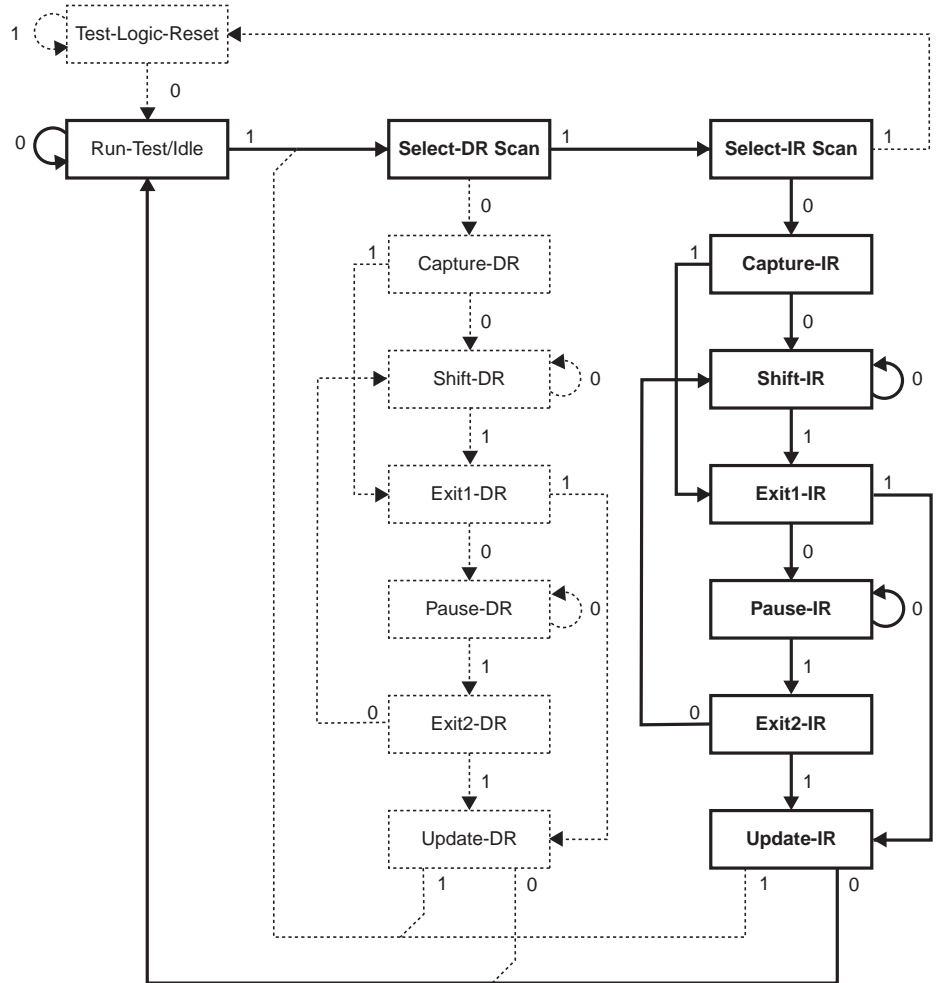 1 Test-Logic-Reset
0
0 Run-Test/Idle 1 Select-DR Scan 1 Select-IR Scan 1
0 0
1 Capture-DR 1 Capture-IR
0 0
Shift-DR 0 Shift-IR 0
1 1
Exit1-DR 1 Exit1-IR 1
0 0
Pause-DR 0 Pause-IR 0
1 1
0 Exit2-DR 0 Exit2-IR
1 1
Update-DR Update-IR
1 0 1 0